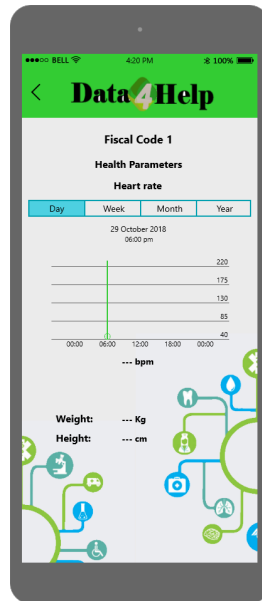 BELL 4:20 PM 100%
Data4Help
Fiscal Code 1
Health Parameters
Heart rate
Day Week Month Year
29 October 2018
06:00 pm
220
175
130
85
40
00:00 06:00 12:00 18:00 00:00
--- bpm
Weight: --- Kg
Height: --- cm